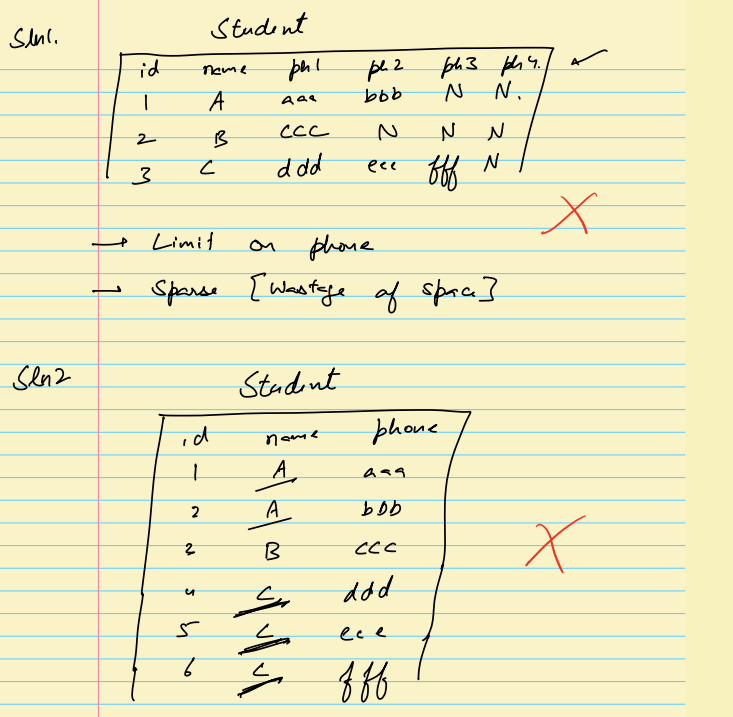 Sln1.
Student
id name ph1 ph2 ph3 ph4.
1 A aaa bbb N N.
2 B ccc N N N
3 C ddd eee fff N
→ Limit on phone
→ Sparse [Wastage of space]
Sln2
Student
id name phone
1 A aaa
2 A bbb
3 B ccc
4 C ddd
5 C eee
6 C fff